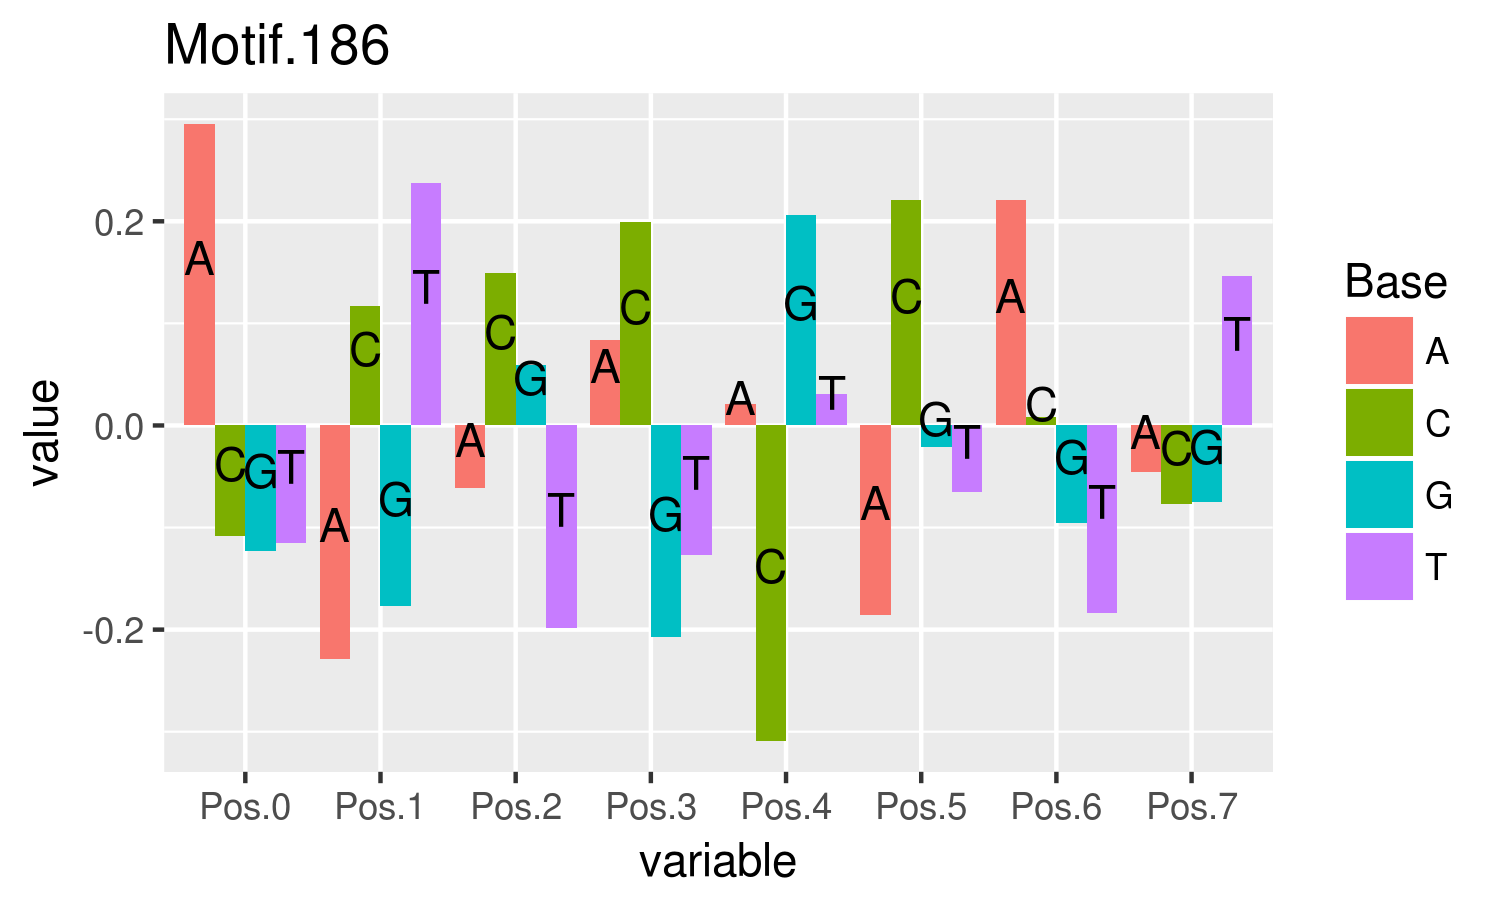 Motif.186
value
0.2
0.0
-0.2
A C G T
A C G T
A C G T
A C G T
A C G T
A C G T
A C G T
A C G T
Pos.0 Pos.1 Pos.2 Pos.3 Pos.4 Pos.5 Pos.6 Pos.7
variable
Base
A
C
G
T